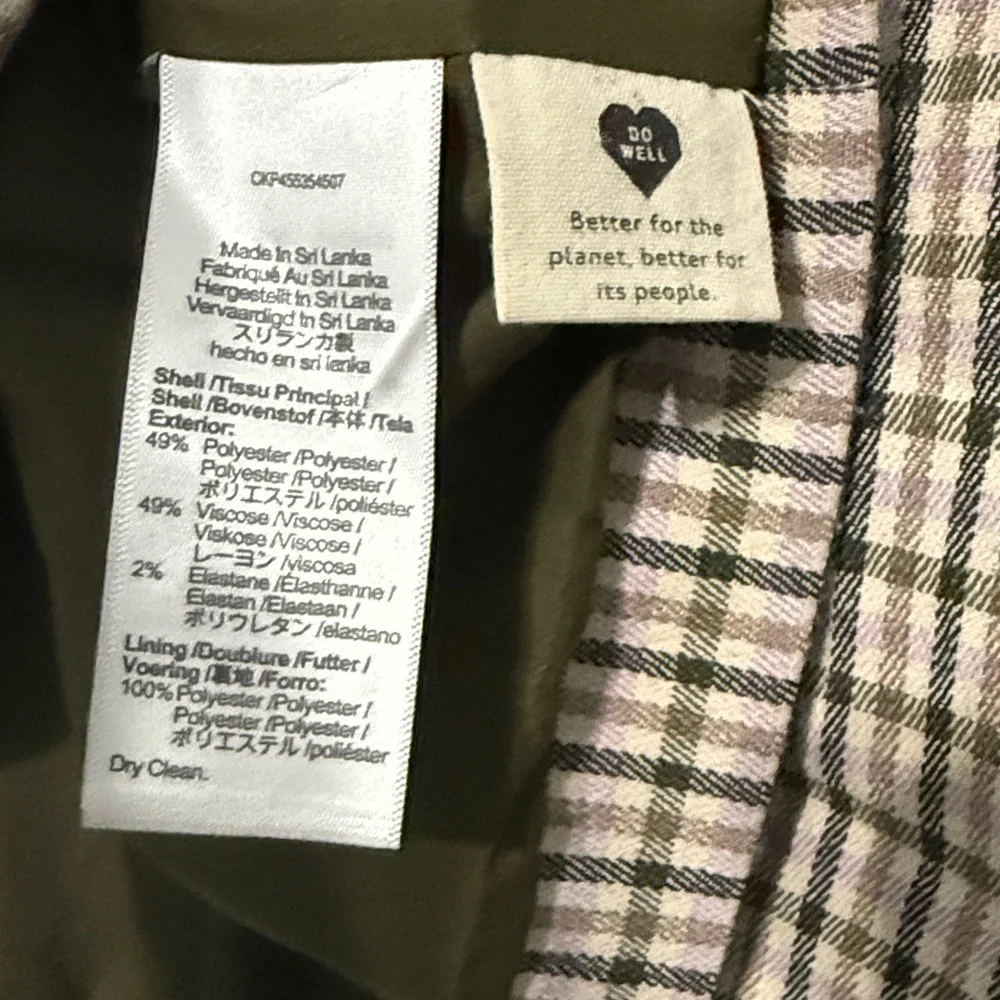 CKP455354507
Made In Sri Lanka
Fabriqué Au Sri Lanka
Hergestellt In Sri Lanka
Vervaardigd In Sri Lanka
スリランカ製
hecho en sri lanka
Shell /Tissu Principal /
Shell /Bovenstof /本体 /Tela
Exterior:
49% Polyester /Polyester /
Polyester /Polyester /
ポリエステル /poliéster
49% Viscose /Viscose /
Viskose /Viscose /
レーヨン /viscosa
2% Elastane /Élasthanne /
Elastan /Elastaan /
ポリウレタン /elastano
Lining /Doublure /Futter /
Voering /裏地 /Forro:
100% Polyester /Polyester /
Polyester /Polyester /
ポリエステル /poliéster
Dry Clean.
DO
WELL
Better for the
planet, better for
its people.